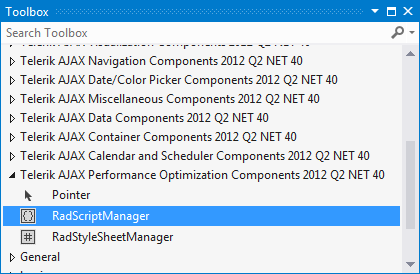 Toolbox
Search Toolbox
Telerik AJAX Navigation Components 2012 Q2 NET 40
Telerik AJAX Date/Color Picker Components 2012 Q2 NET 40
Telerik AJAX Miscellaneous Components 2012 Q2 NET 40
Telerik AJAX Data Components 2012 Q2 NET 40
Telerik AJAX Container Components 2012 Q2 NET 40
Telerik AJAX Calendar and Scheduler Components 2012 Q2 NET 40
Telerik AJAX Performance Optimization Components 2012 Q2 NET 40
Pointer
RadScriptManager
RadStyleSheetManager
General